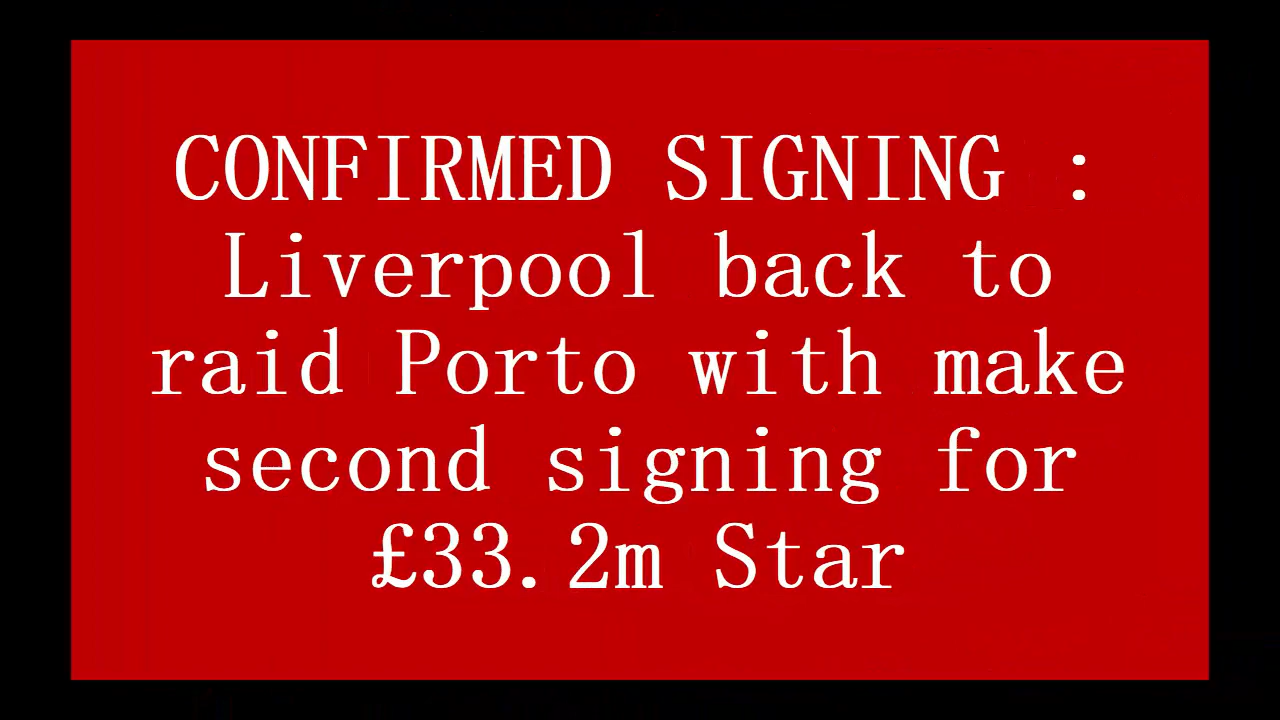 CONFIRMED SIGNING :
Liverpool back to
raid Porto with make
second signing for
£33.2m Star